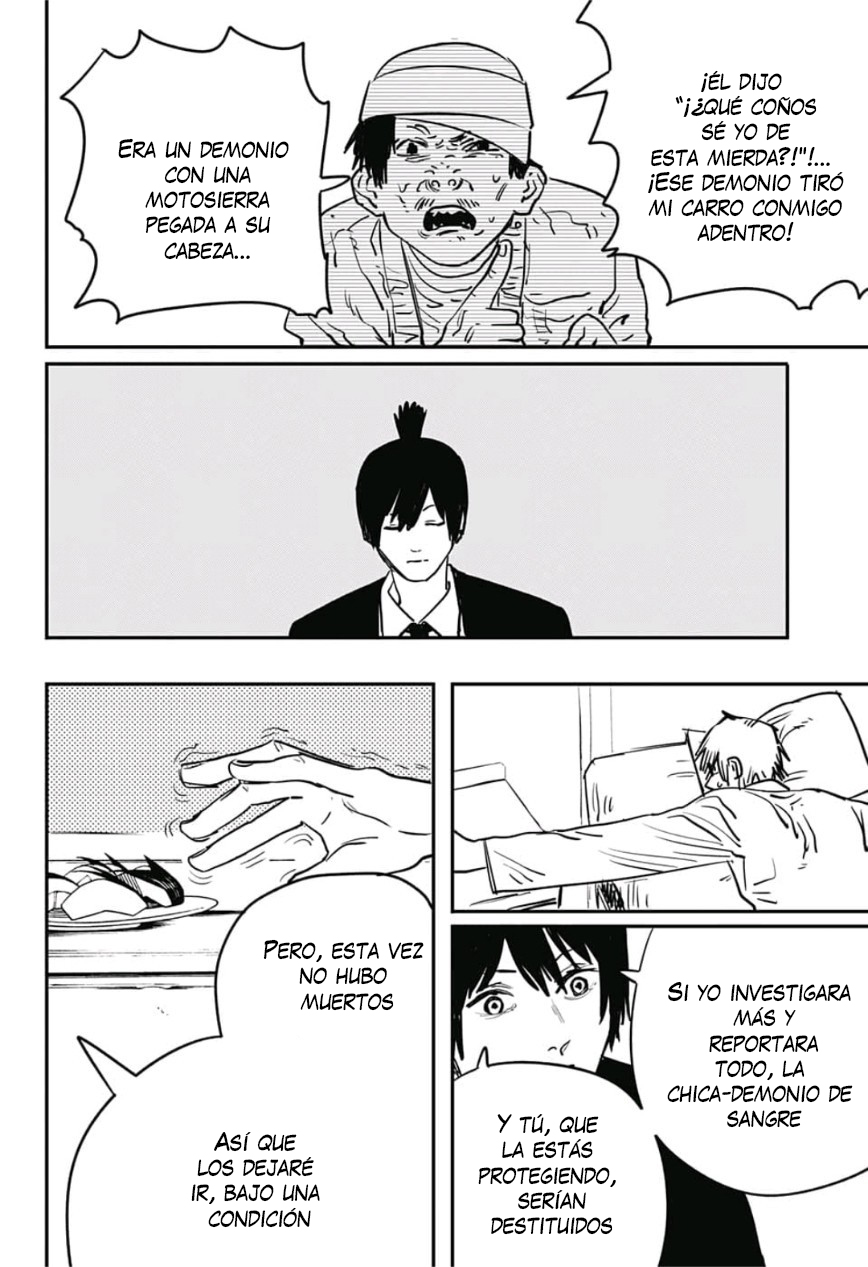 ¡ÉL DIJO
"¡¿QUÉ COÑOS
SÉ YO DE
ESTA MIERDA?!"!...
¡ESE DEMONIO TIRÓ
MI CARRO CONMIGO
ADENTRO!
ERA UN DEMONIO
CON UNA
MOTOSIERRA
PEGADA A SU
CABEZA...
SI YO INVESTIGARA
MÁS Y
REPORTARA
TODO, LA
CHICA-DEMONIO DE
SANGRE
Y TÚ, QUE
LA ESTÁS
PROTEGIENDO,
SERÍAN
DESTITUIDOS
PERO, ESTA VEZ
NO HUBO
MUERTOS
ASÍ QUE
LOS DEJARÉ
IR, BAJO UNA
CONDICIÓN